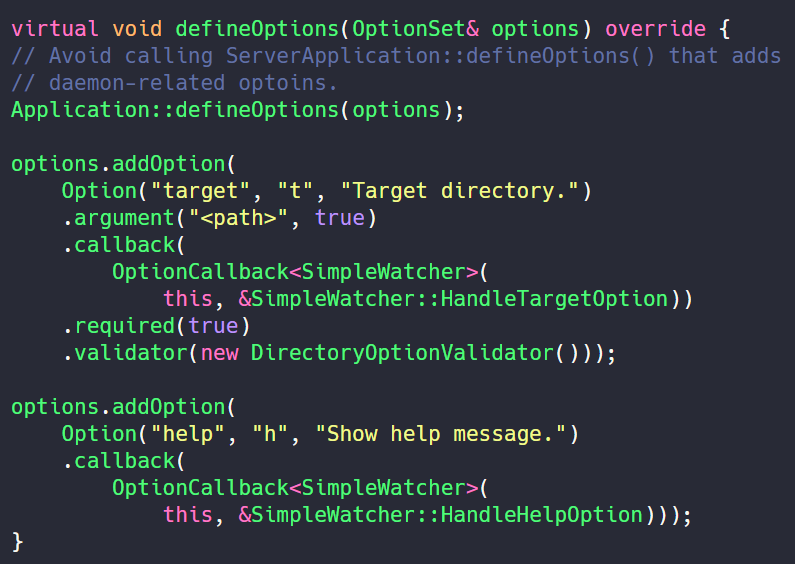 virtual void defineOptions(OptionSet& options) override {
// Avoid calling ServerApplication::defineOptions() that adds
// daemon-related optoins.
Application::defineOptions(options);

options.addOption(
    Option("target", "t", "Target directory.")
    .argument("<path>", true)
    .callback(
        OptionCallback<SimpleWatcher>(
            this, &SimpleWatcher::HandleTargetOption))
    .required(true)
    .validator(new DirectoryOptionValidator()));

options.addOption(
    Option("help", "h", "Show help message.")
    .callback(
        OptionCallback<SimpleWatcher>(
            this, &SimpleWatcher::HandleHelpOption)));
}